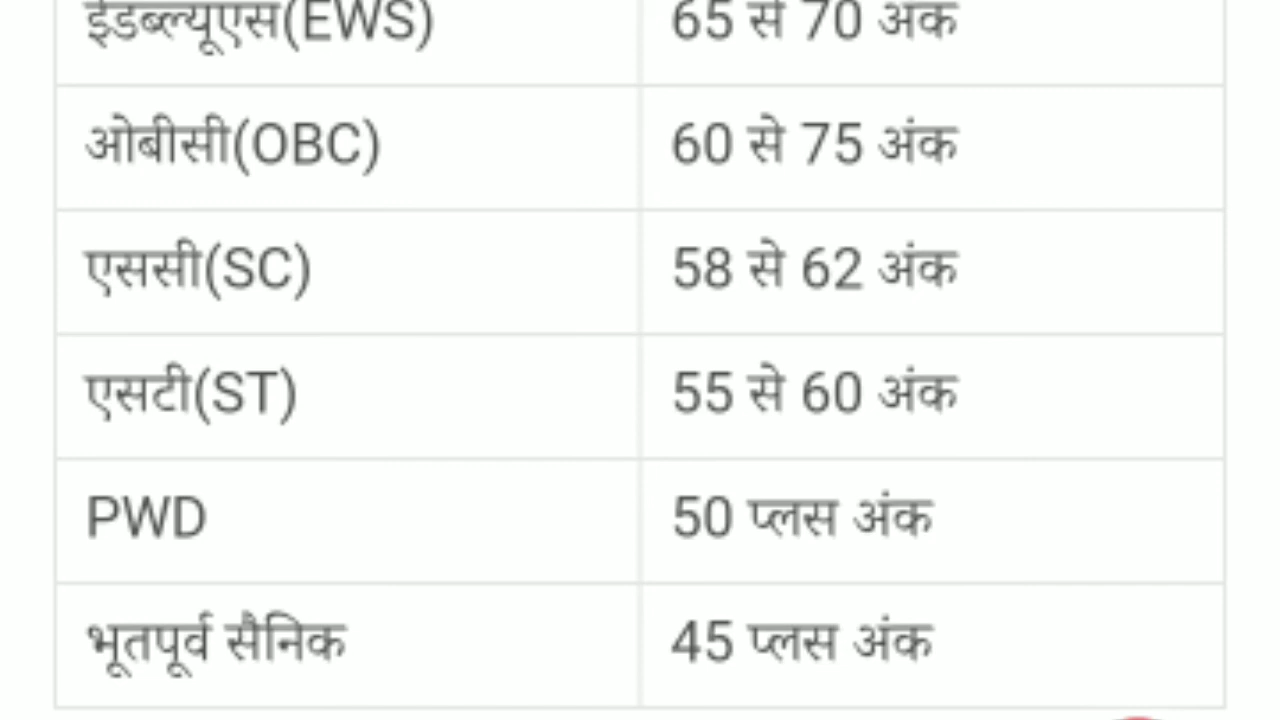 ईडब्ल्यूएस(EWS) 65 से 70 अंक
ओबीसी(OBC) 60 से 75 अंक
एससी(SC) 58 से 62 अंक
एसटी(ST) 55 से 60 अंक
PWD 50 प्लस अंक
भूतपूर्व सैनिक 45 प्लस अंक